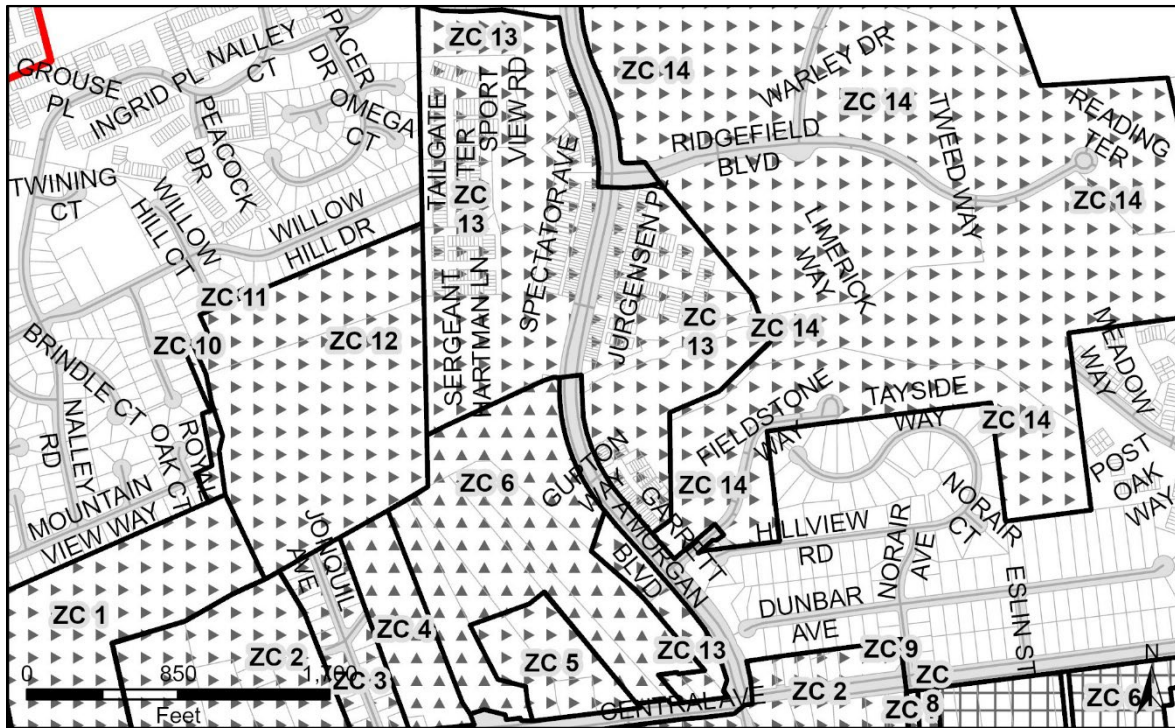 GROUSE
PL
INGRID PL
NALLEY
CT
PACER
DR
OMEGA
CT
PEACOCK
DR
TWINING
CT
WILLOW
HILL CT
WILLOW
HILL DR
BRINDLE CT
NALLEY
RD
ROYAL
OAK CT
MOUNTAIN
VIEW WAY
ZC 13
TAILGATE
TER
SPORT
VIEW RD
ZC
13
SERGEANT
HARTMAN LN
SPECTATOR AVE
JURGENSEN PL
ZC
13
ZC 14
WARLEY DR
ZC 14
RIDGEFIELD
BLVD
TWEED WAY
READING
TER
ZC 14
LIMERICK
WAY
ZC 14
ZC 11
ZC 10
ZC 12
FIELDSTONE
WAY
TAYSIDE
WAY
ZC 14
MEADOW
WAY
POST
OAK
WAY
ZC 6
GURTON
WAY
GARRETT
A MORGAN
BLVD
ZC 14
HILLVIEW
RD
NORAIR
CT
NORAIR
AVE
DUNBAR
AVE
ESLIN ST
JONQUIL
AVE
ZC 1
ZC 2
ZC 3
ZC 4
ZC 5
ZC 13
CENTRAL AVE
ZC 2
ZC 9
ZC
8
ZC 6
N
0 850 1,700
Feet